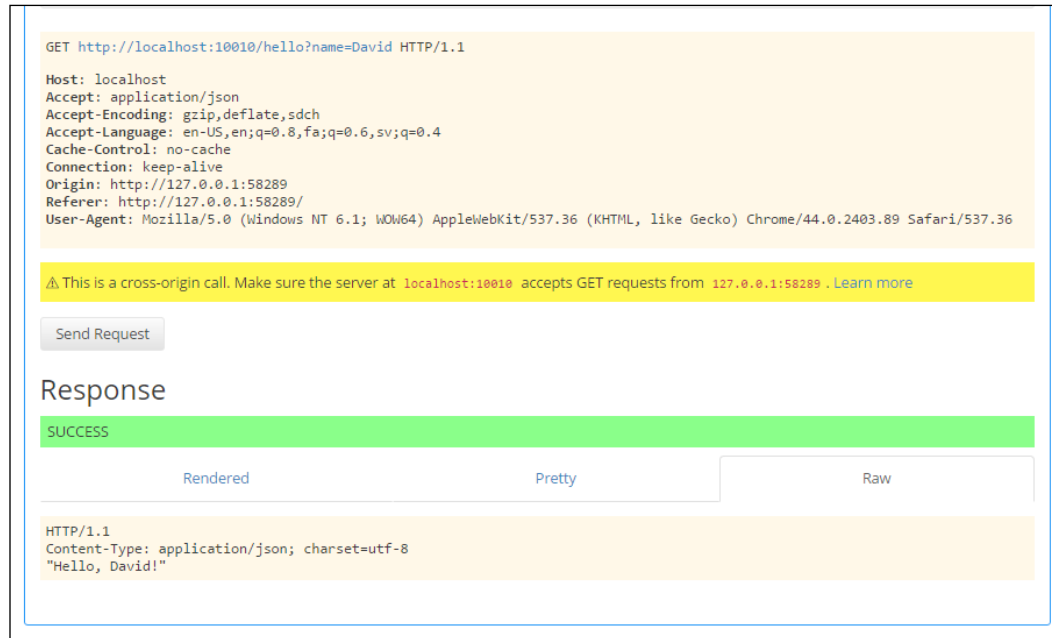 GET http://localhost:10010/hello?name=David HTTP/1.1
Host: localhost
Accept: application/json
Accept-Encoding: gzip,deflate,sdch
Accept-Language: en-US,en;q=0.8,fa;q=0.6,sv;q=0.4
Cache-Control: no-cache
Connection: keep-alive
Origin: http://127.0.0.1:58289
Referer: http://127.0.0.1:58289/
User-Agent: Mozilla/5.0 (Windows NT 6.1; WOW64) AppleWebKit/537.36 (KHTML, like Gecko) Chrome/44.0.2403.89 Safari/537.36
⚠ This is a cross-origin call. Make sure the server at localhost:10010 accepts GET requests from 127.0.0.1:58289 . Learn more
Send Request
Response
SUCCESS
Rendered Pretty Raw
HTTP/1.1
Content-Type: application/json; charset=utf-8
"Hello, David!"